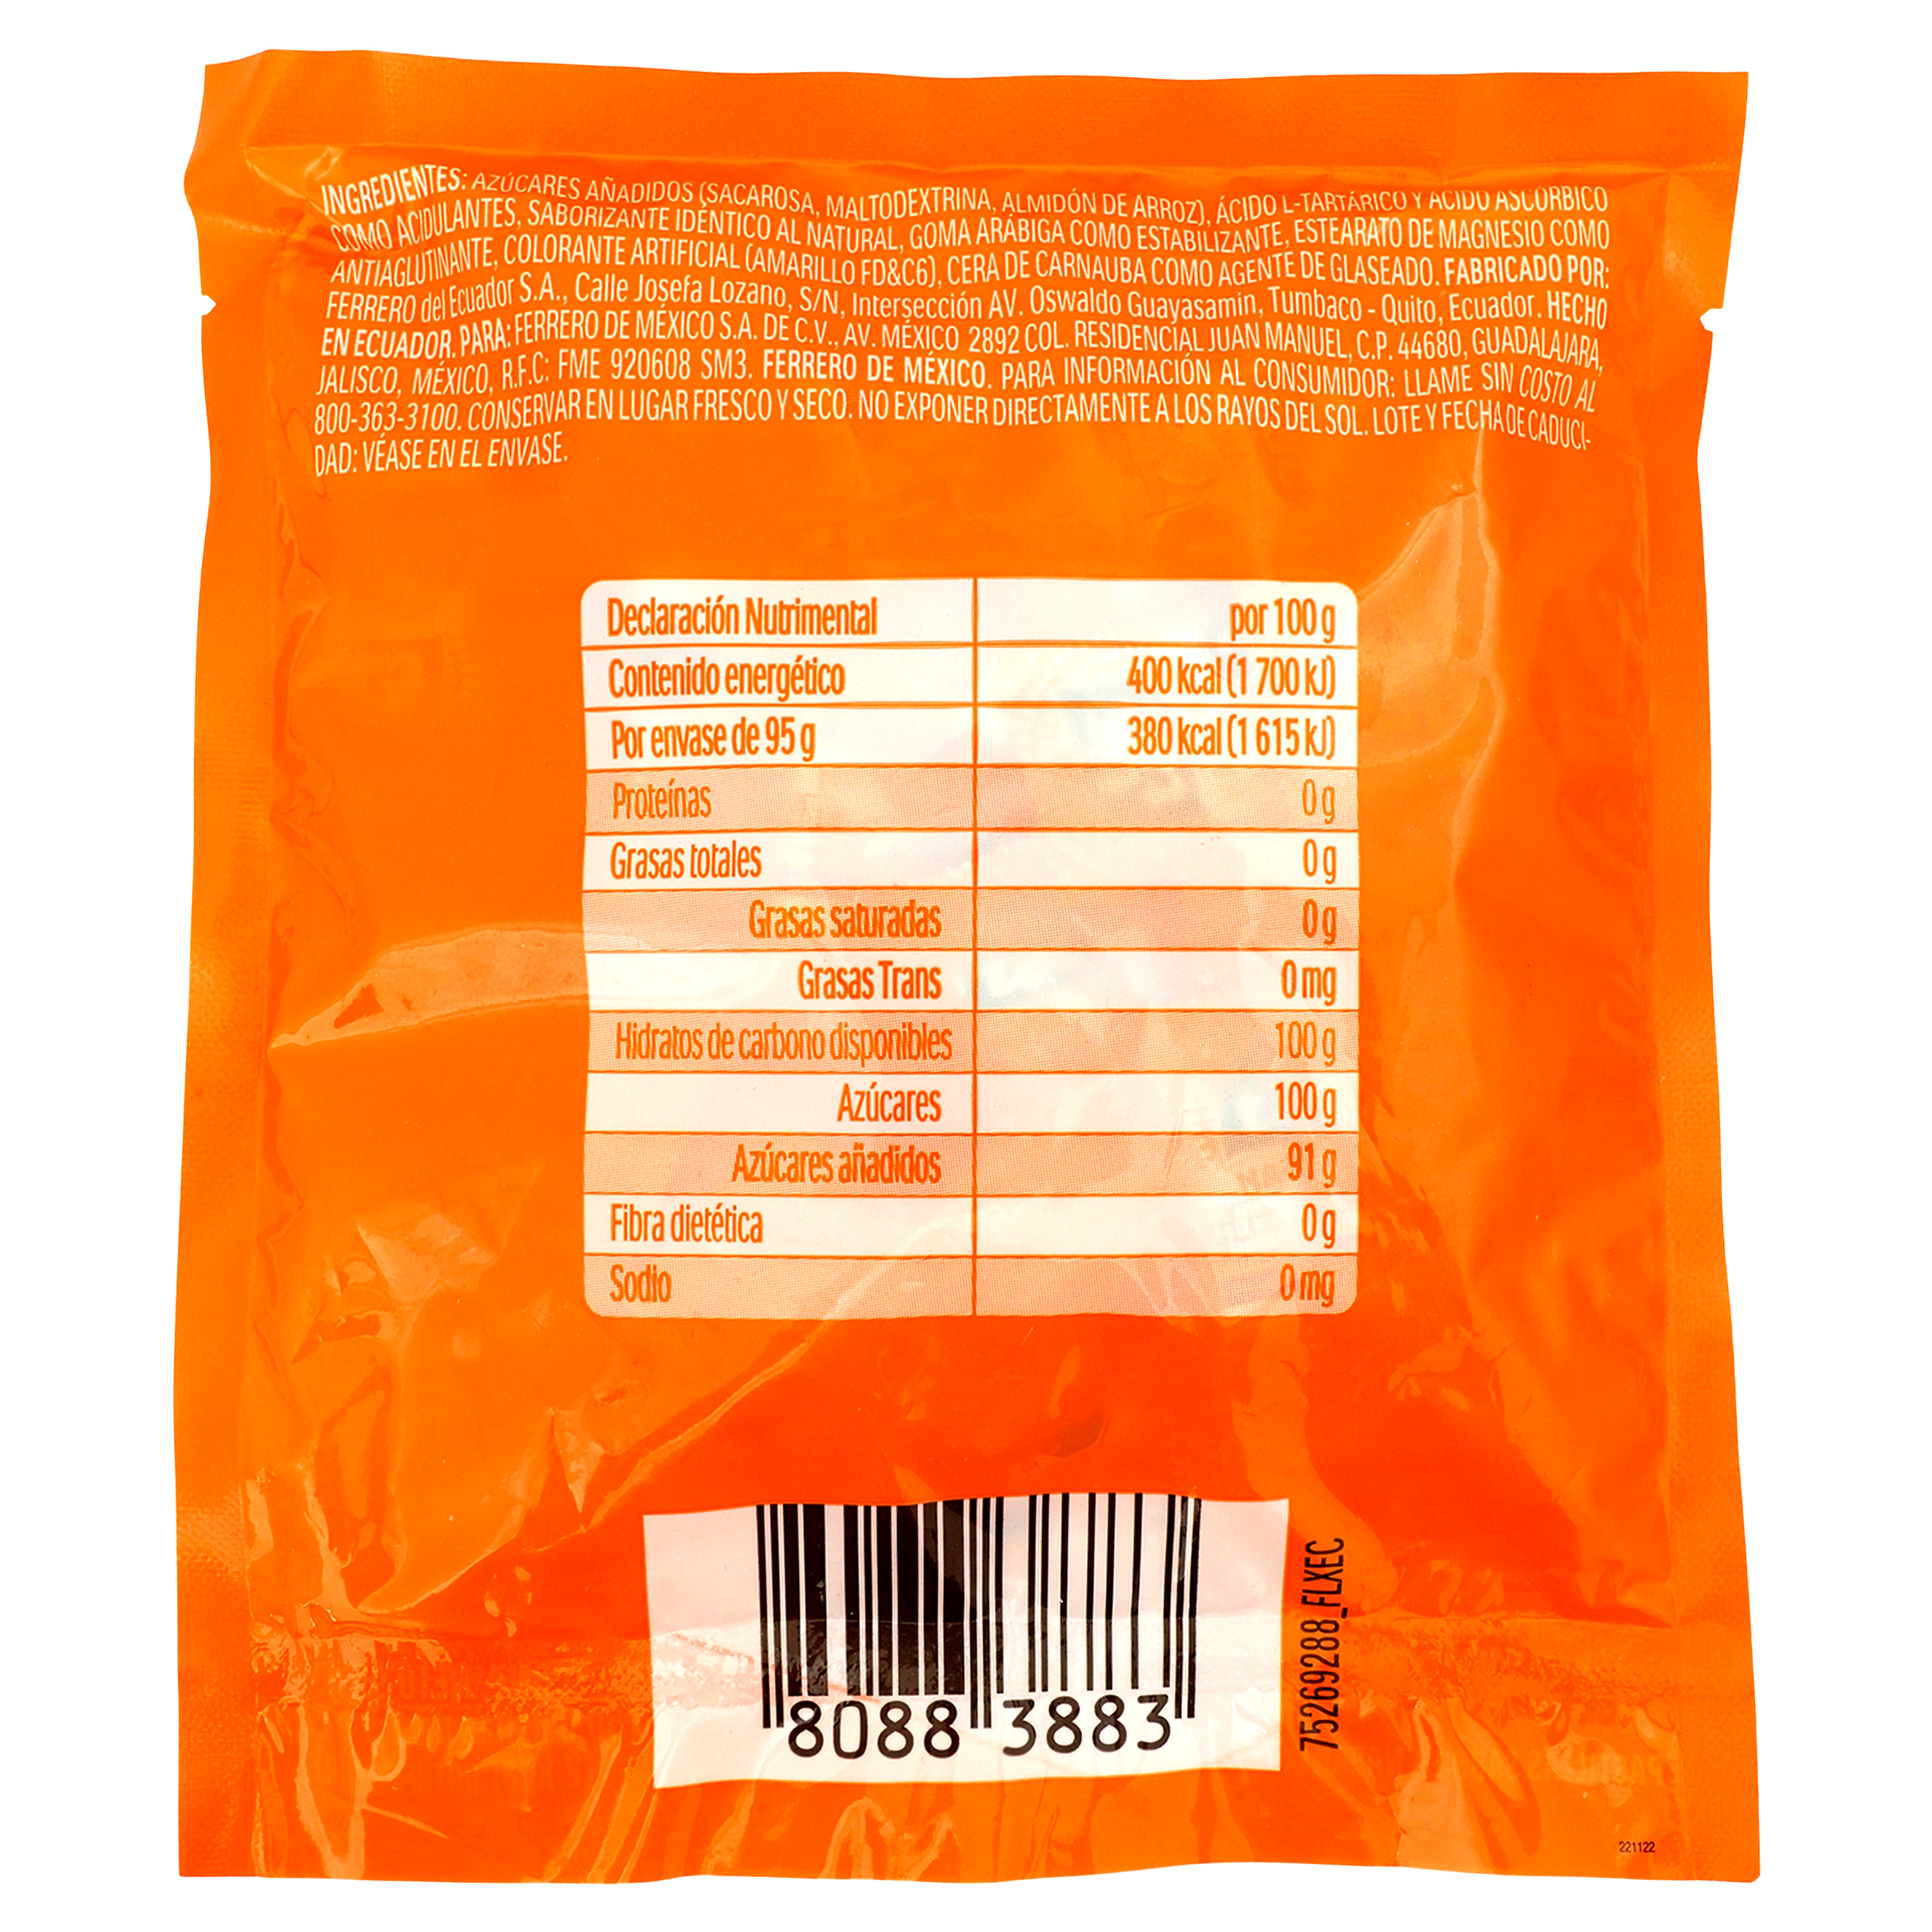 INGREDIENTES: AZÚCARES AÑADIDOS (SACAROSA, MALTODEXTRINA, ALMIDÓN DE ARROZ), ÁCIDO L-TARTÁRICO Y ÁCIDO ASCÓRBICO
COMO ACIDULANTES, SABORIZANTE IDÉNTICO AL NATURAL, GOMA ARÁBIGA COMO ESTABILIZANTE, ESTEARATO DE MAGNESIO COMO
ANTIAGLUTINANTE, COLORANTE ARTIFICIAL (AMARILLO FD&C6), CERA DE CARNAUBA COMO AGENTE DE GLASEADO. FABRICADO POR:
FERRERO del Ecuador S.A., Calle Josefa Lozano, S/N, Intersección AV. Oswaldo Guayasamin, Tumbaco - Quito, Ecuador. HECHO
EN ECUADOR. PARA: FERRERO DE MÉXICO S.A. DE C.V., AV. MÉXICO 2892 COL. RESIDENCIAL JUAN MANUEL, C.P. 44680, GUADALAJARA,
JALISCO, MÉXICO, R.F.C: FME 920608 SM3. FERRERO DE MÉXICO. PARA INFORMACIÓN AL CONSUMIDOR: LLAME SIN COSTO AL
800-363-3100. CONSERVAR EN LUGAR FRESCO Y SECO. NO EXPONER DIRECTAMENTE A LOS RAYOS DEL SOL. LOTE Y FECHA DE CADUCI-
DAD: VÉASE EN EL ENVASE.
Declaración Nutrimental por 100 g
Contenido energético 400 kcal (1 700 kJ)
Por envase de 95 g 380 kcal (1 615 kJ)
Proteínas 0 g
Grasas totales 0 g
Grasas saturadas 0 g
Grasas Trans 0 mg
Hidratos de carbono disponibles 100 g
Azúcares 100 g
Azúcares añadidos 91 g
Fibra dietética 0 g
Sodio 0 mg
8088 3883
75269288_FLXEC
221122